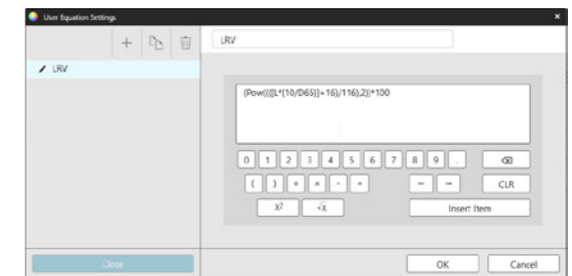 User Equation Settings
LRV
LRV
(Pow((([L*[10/D65]]+16)/116),2))*100
0 1 2 3 4 5 6 7 8 9 .
( ) + × - ÷ ← → CLR
X² √X Insert Item
Close OK Cancel